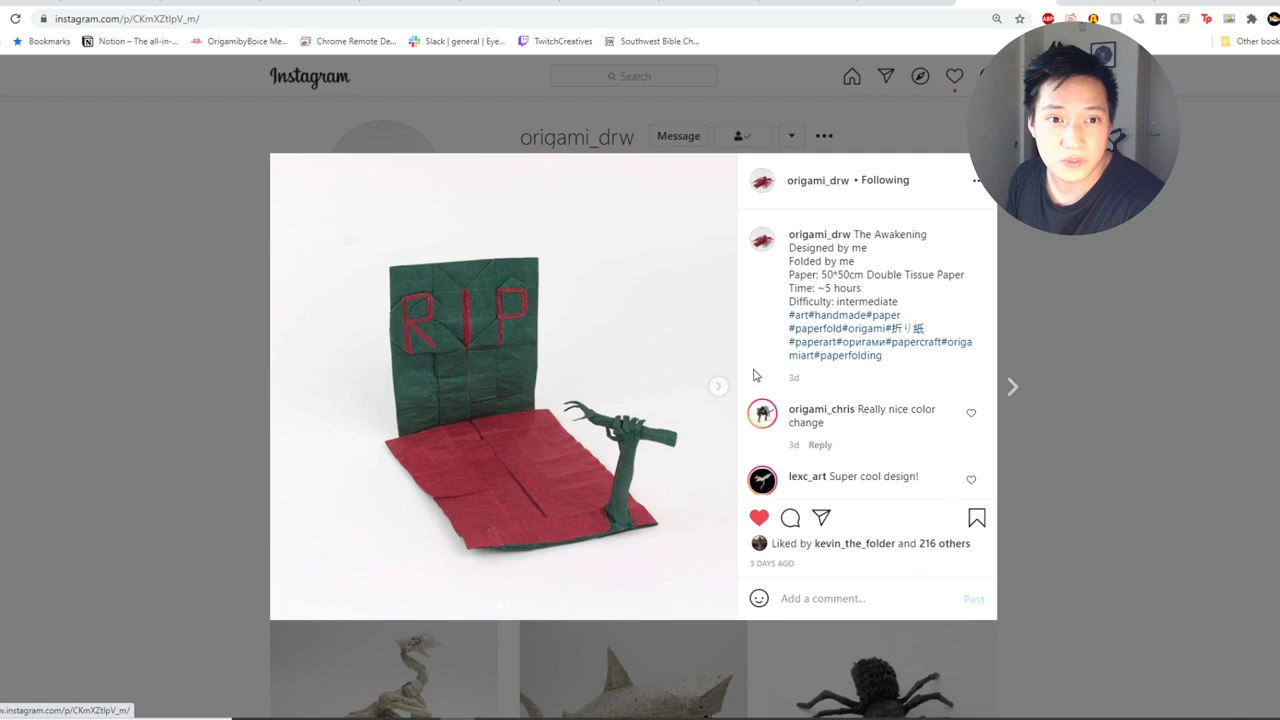 instagram.com/p/CKmXZtIpV_m/
Bookmarks
Notion – The all-in-...
OrigamibyBoice Me...
Chrome Remote De...
Slack | general | Eye...
TwitchCreatives
Southwest Bible Ch...
Other book
ABP
Tp
Instagram
Search
origami_drw
Message
RIP
origami_drw • Following
origami_drw The Awakening
Designed by me
Folded by me
Paper: 50*50cm Double Tissue Paper
Time: ~5 hours
Difficulty: intermediate
#art#handmade#paper
#paperfold#origami#折り紙
#paperart#оригами#papercraft#origa
miart#paperfolding
3d
origami_chris Really nice color
change
3d Reply
lexc_art Super cool design!
Liked by kevin_the_folder and 216 others
3 DAYS AGO
Add a comment...
Post
w.instagram.com/p/CKmXZtIpV_m/